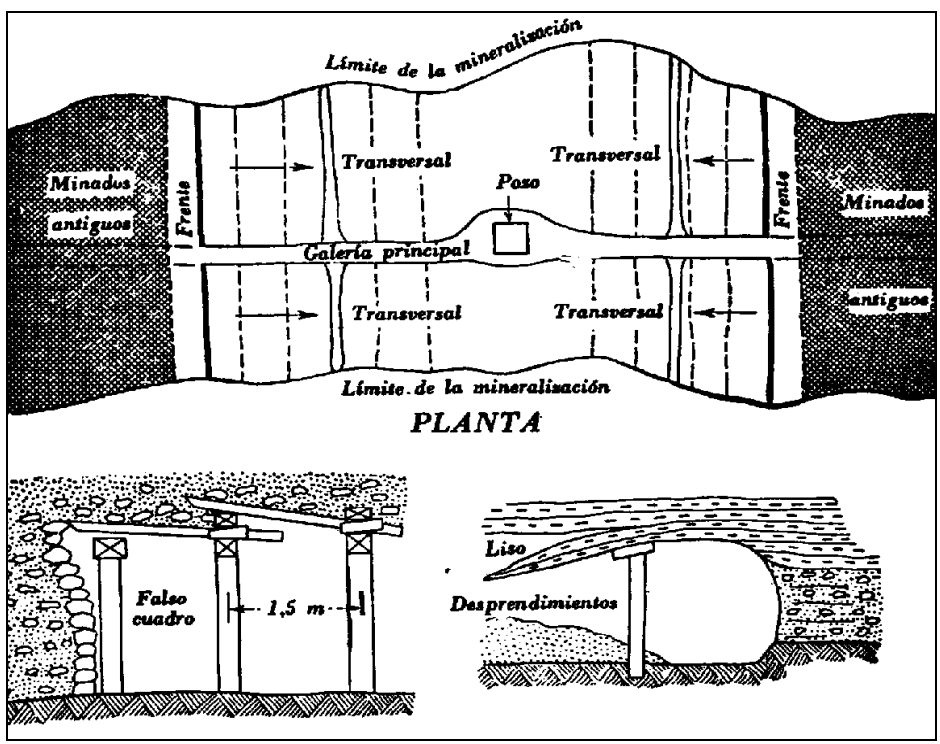 Límite de la mineralización
Minados
antiguos
Frente
Transversal
Transversal
Pozo
Frente
Minados
antiguos
Galería principal
Transversal
Transversal
Límite de la mineralización
PLANTA
Falso
cuadro
1,5 m
Liso
Desprendimientos